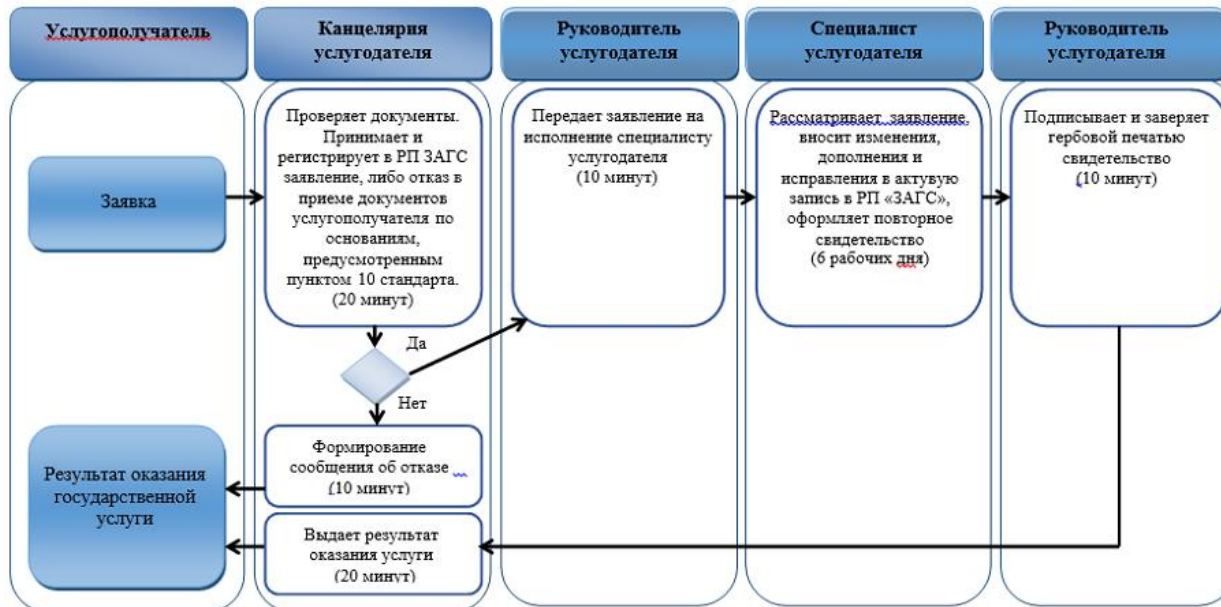 Услугополучатель
Канцелярия
услугодателя
Руководитель
услугодателя
Специалист
услугодателя
Руководитель
услугодателя
Заявка
Проверяет документы.
Принимает и
регистрирует в РП ЗАГС
заявление, либо отказ в
приеме документов
услугополучателя по
основаниям,
предусмотренным
пунктом 10 стандарта.
(20 минут)
Передает заявление на
исполнение специалисту
услугодателя
(10 минут)
Рассматривает заявление,
вносит изменения,
дополнения и
исправления в актувую
запись в РП «ЗАГС»,
оформляет повторное
свидетельство
(6 рабочих дня)
Подписывает и заверяет
гербовой печатью
свидетельство
(10 минут)
Да
Нет
Формирование
сообщения об отказе
(10 минут)
Результат оказания
государственной
услуги
Выдает результат
оказания услуги
(20 минут)